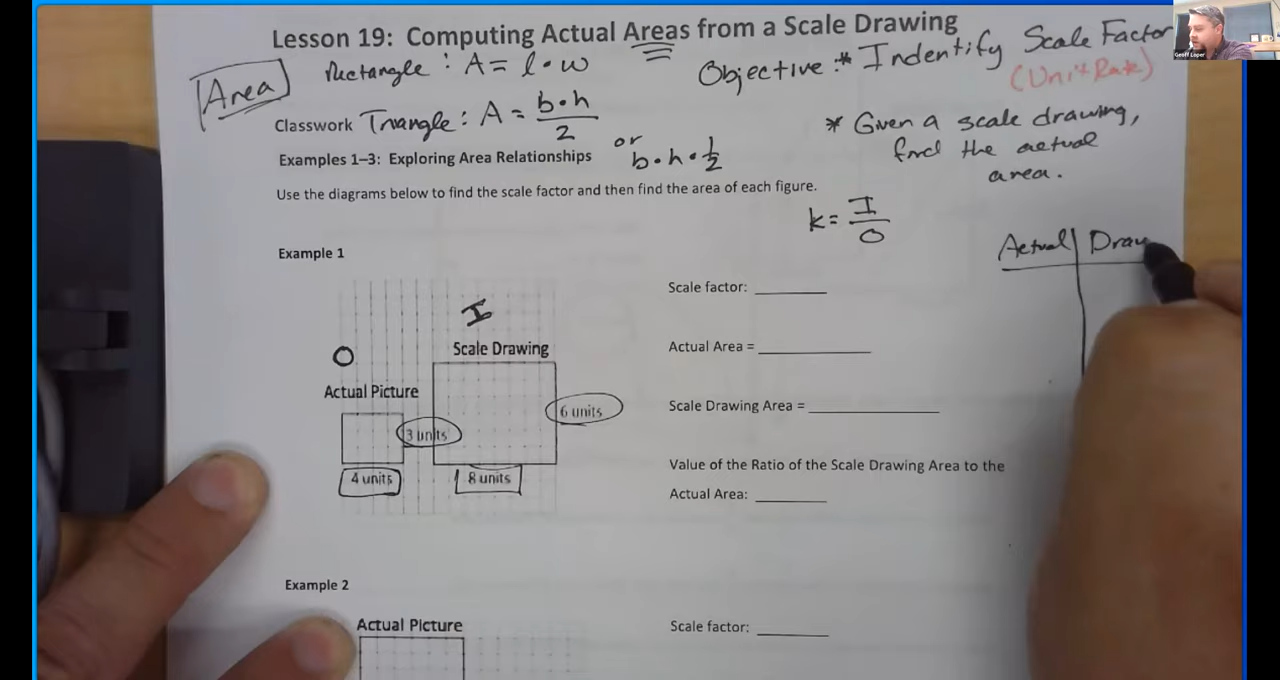 Lesson 19: Computing Actual Areas from a Scale Drawing
Area
Rectangle : A = l • w
Objective : * Indentify Scale Factor
(Unit Rate)
Geoff Loper
Classwork
Triangle : A = b•h/2
or b•h•1/2
* Given a scale drawing,
find the actual
area.
Examples 1–3: Exploring Area Relationships
Use the diagrams below to find the scale factor and then find the area of each figure.
k = I/O
Actual | Draw
Example 1
I
O
Scale Drawing
Actual Picture
6 units
3 units
4 units
8 units
Scale factor: ________
Actual Area = ____________
Scale Drawing Area = ______________
Value of the Ratio of the Scale Drawing Area to the
Actual Area: ________
Example 2
Actual Picture
Scale factor: ________